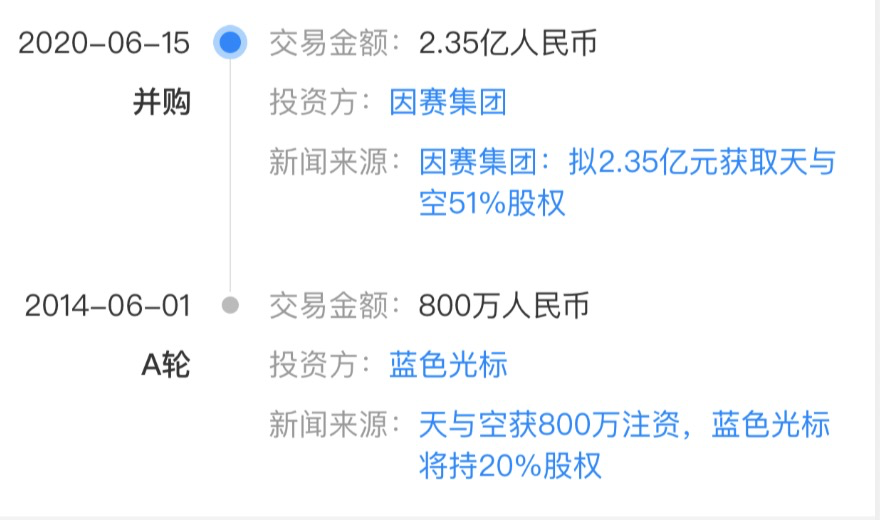 2020-06-15 交易金额：2.35亿人民币
并购 投资方：因赛集团
新闻来源：因赛集团：拟2.35亿元获取天与
空51%股权
2014-06-01 交易金额：800万人民币
A轮 投资方：蓝色光标
新闻来源：天与空获800万注资，蓝色光标
将持20%股权